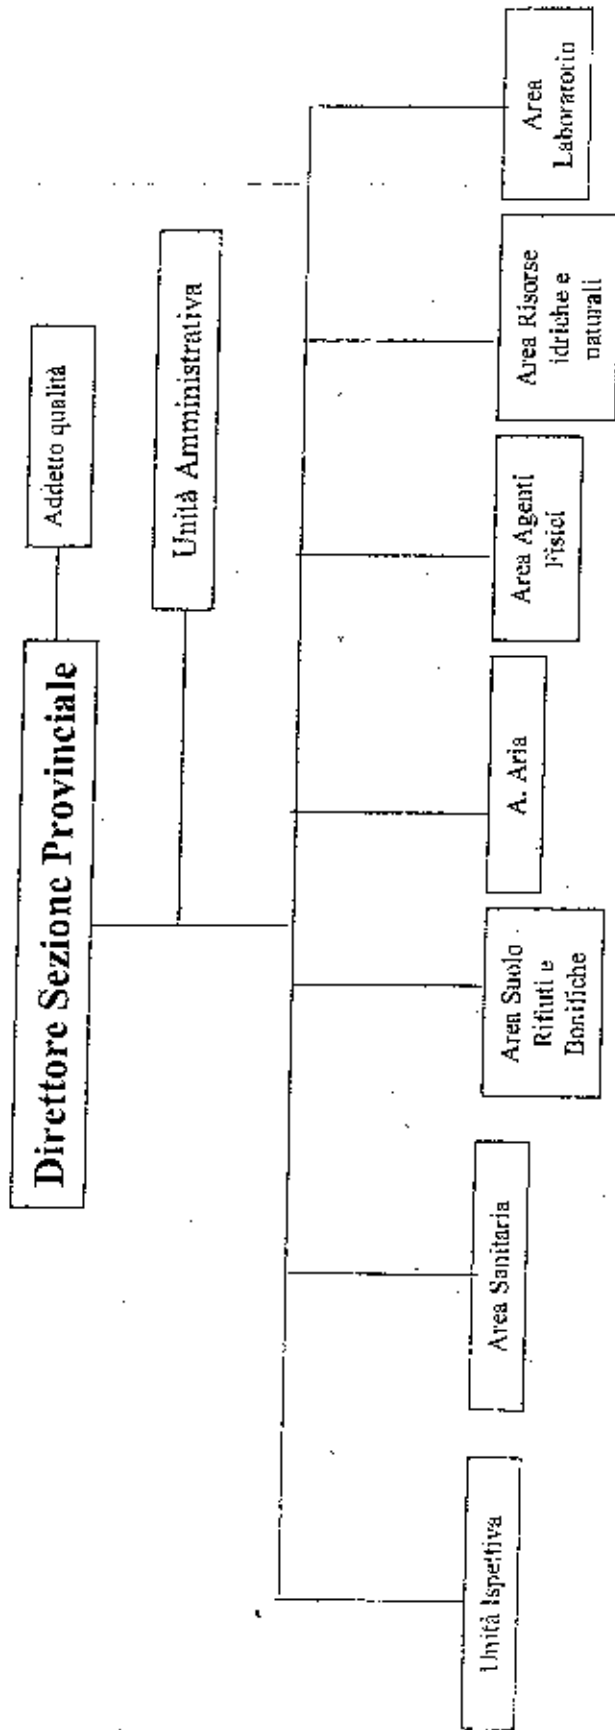 Direttore Sezione Provinciale
Addetto qualità
Unità Amministrativa
Unità Ispettiva
Area Sanitaria
Area Suolo
Rifiuti e
Bonifiche
A. Aria
Area Agenti
Fisici
Area Risorse
idriche e
naturali
Area
Laboratorio